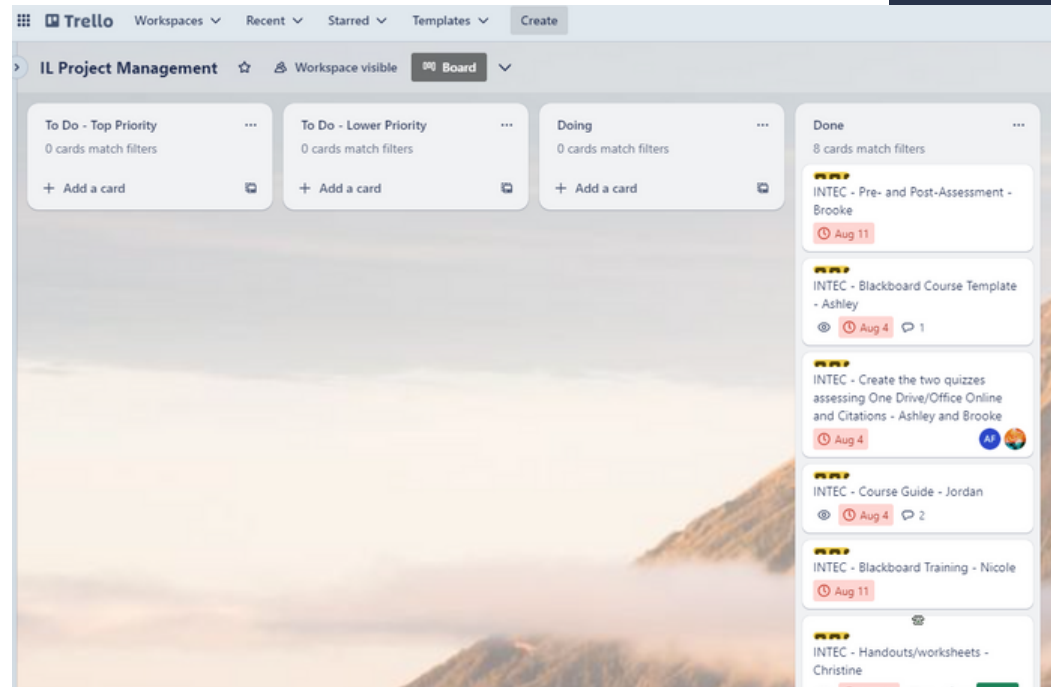 Trello Workspaces Recent Starred Templates Create
IL Project Management Workspace visible Board
To Do - Top Priority
0 cards match filters
+ Add a card
To Do - Lower Priority
0 cards match filters
+ Add a card
Doing
0 cards match filters
+ Add a card
Done
8 cards match filters
INTEC - Pre- and Post-Assessment -
Brooke
Aug 11
INTEC - Blackboard Course Template
- Ashley
Aug 4 1
INTEC - Create the two quizzes
assessing One Drive/Office Online
and Citations - Ashley and Brooke
Aug 4 AF
INTEC - Course Guide - Jordan
Aug 4 2
INTEC - Blackboard Training - Nicole
Aug 11
INTEC - Handouts/worksheets -
Christine